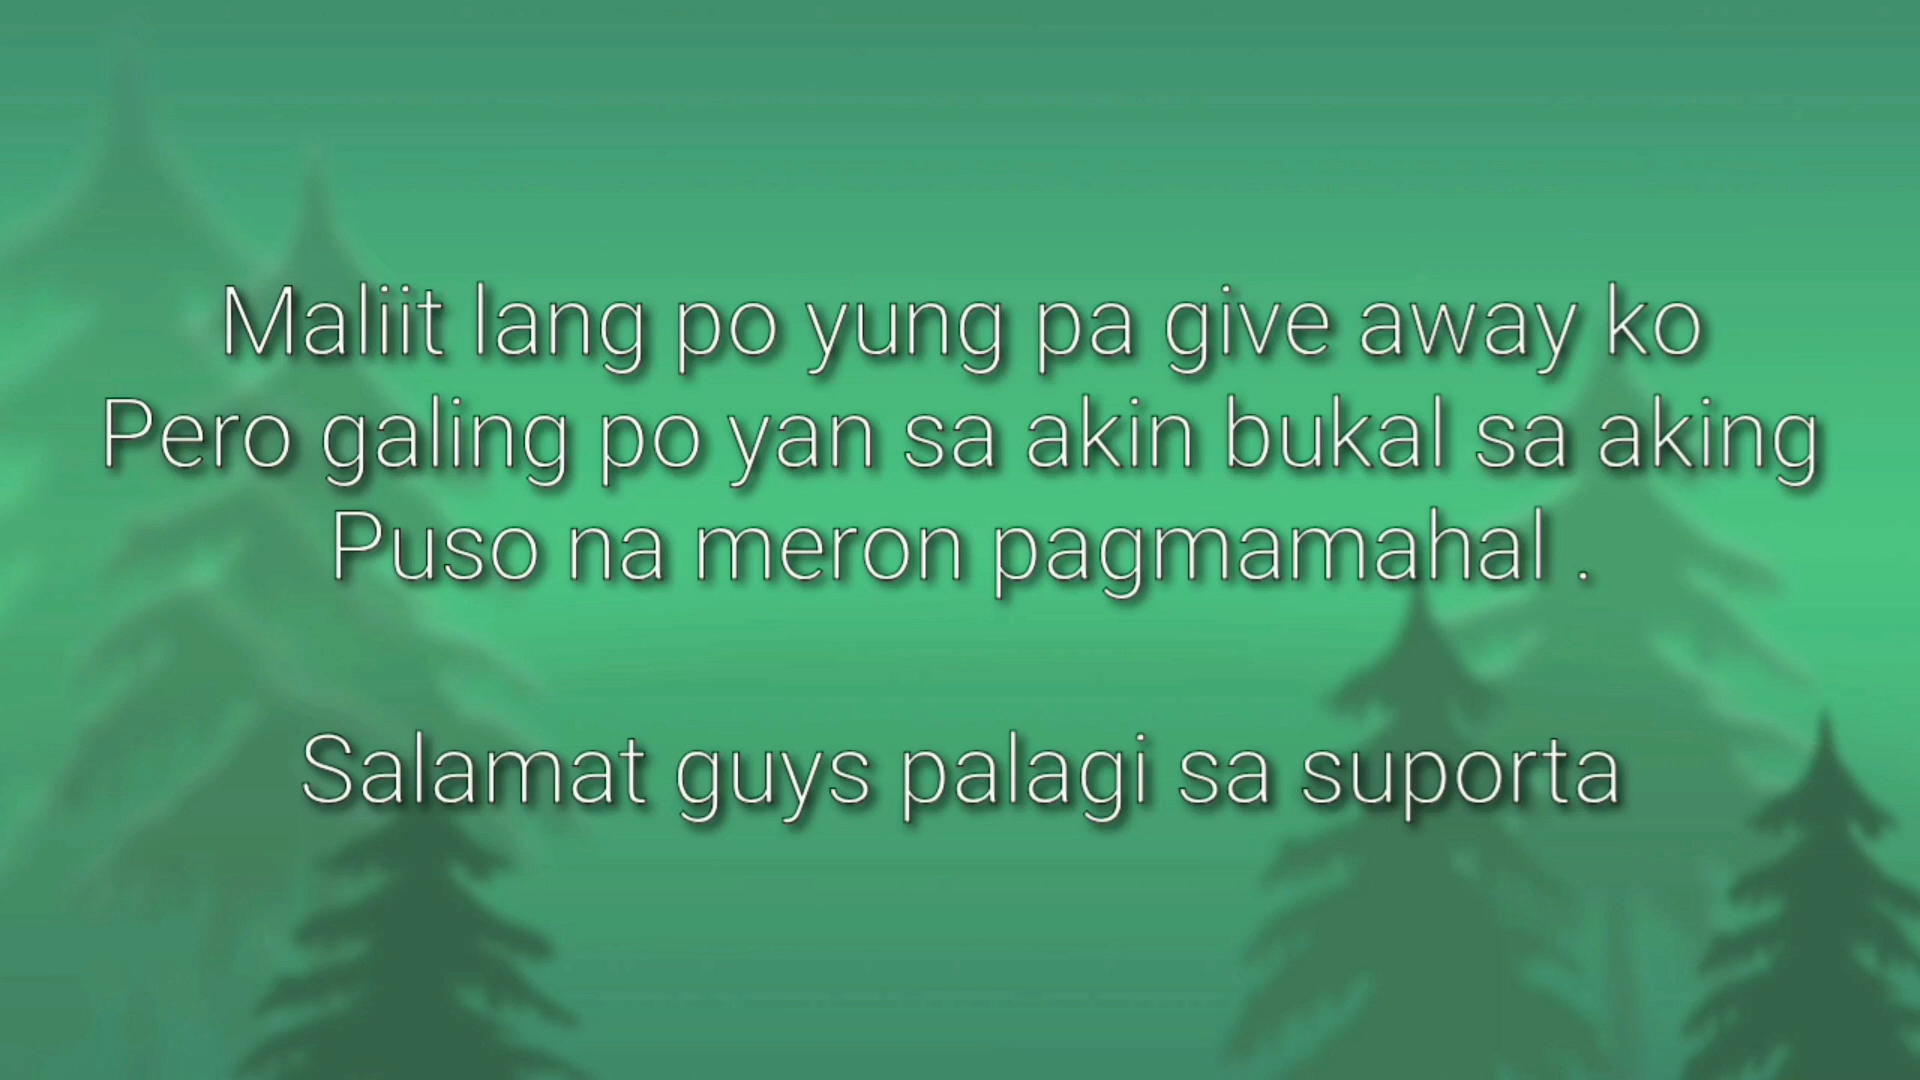 Maliit lang po yung pa give away ko
Pero galing po yan sa akin bukal sa aking
Puso na meron pagmamahal .
Salamat guys palagi sa suporta